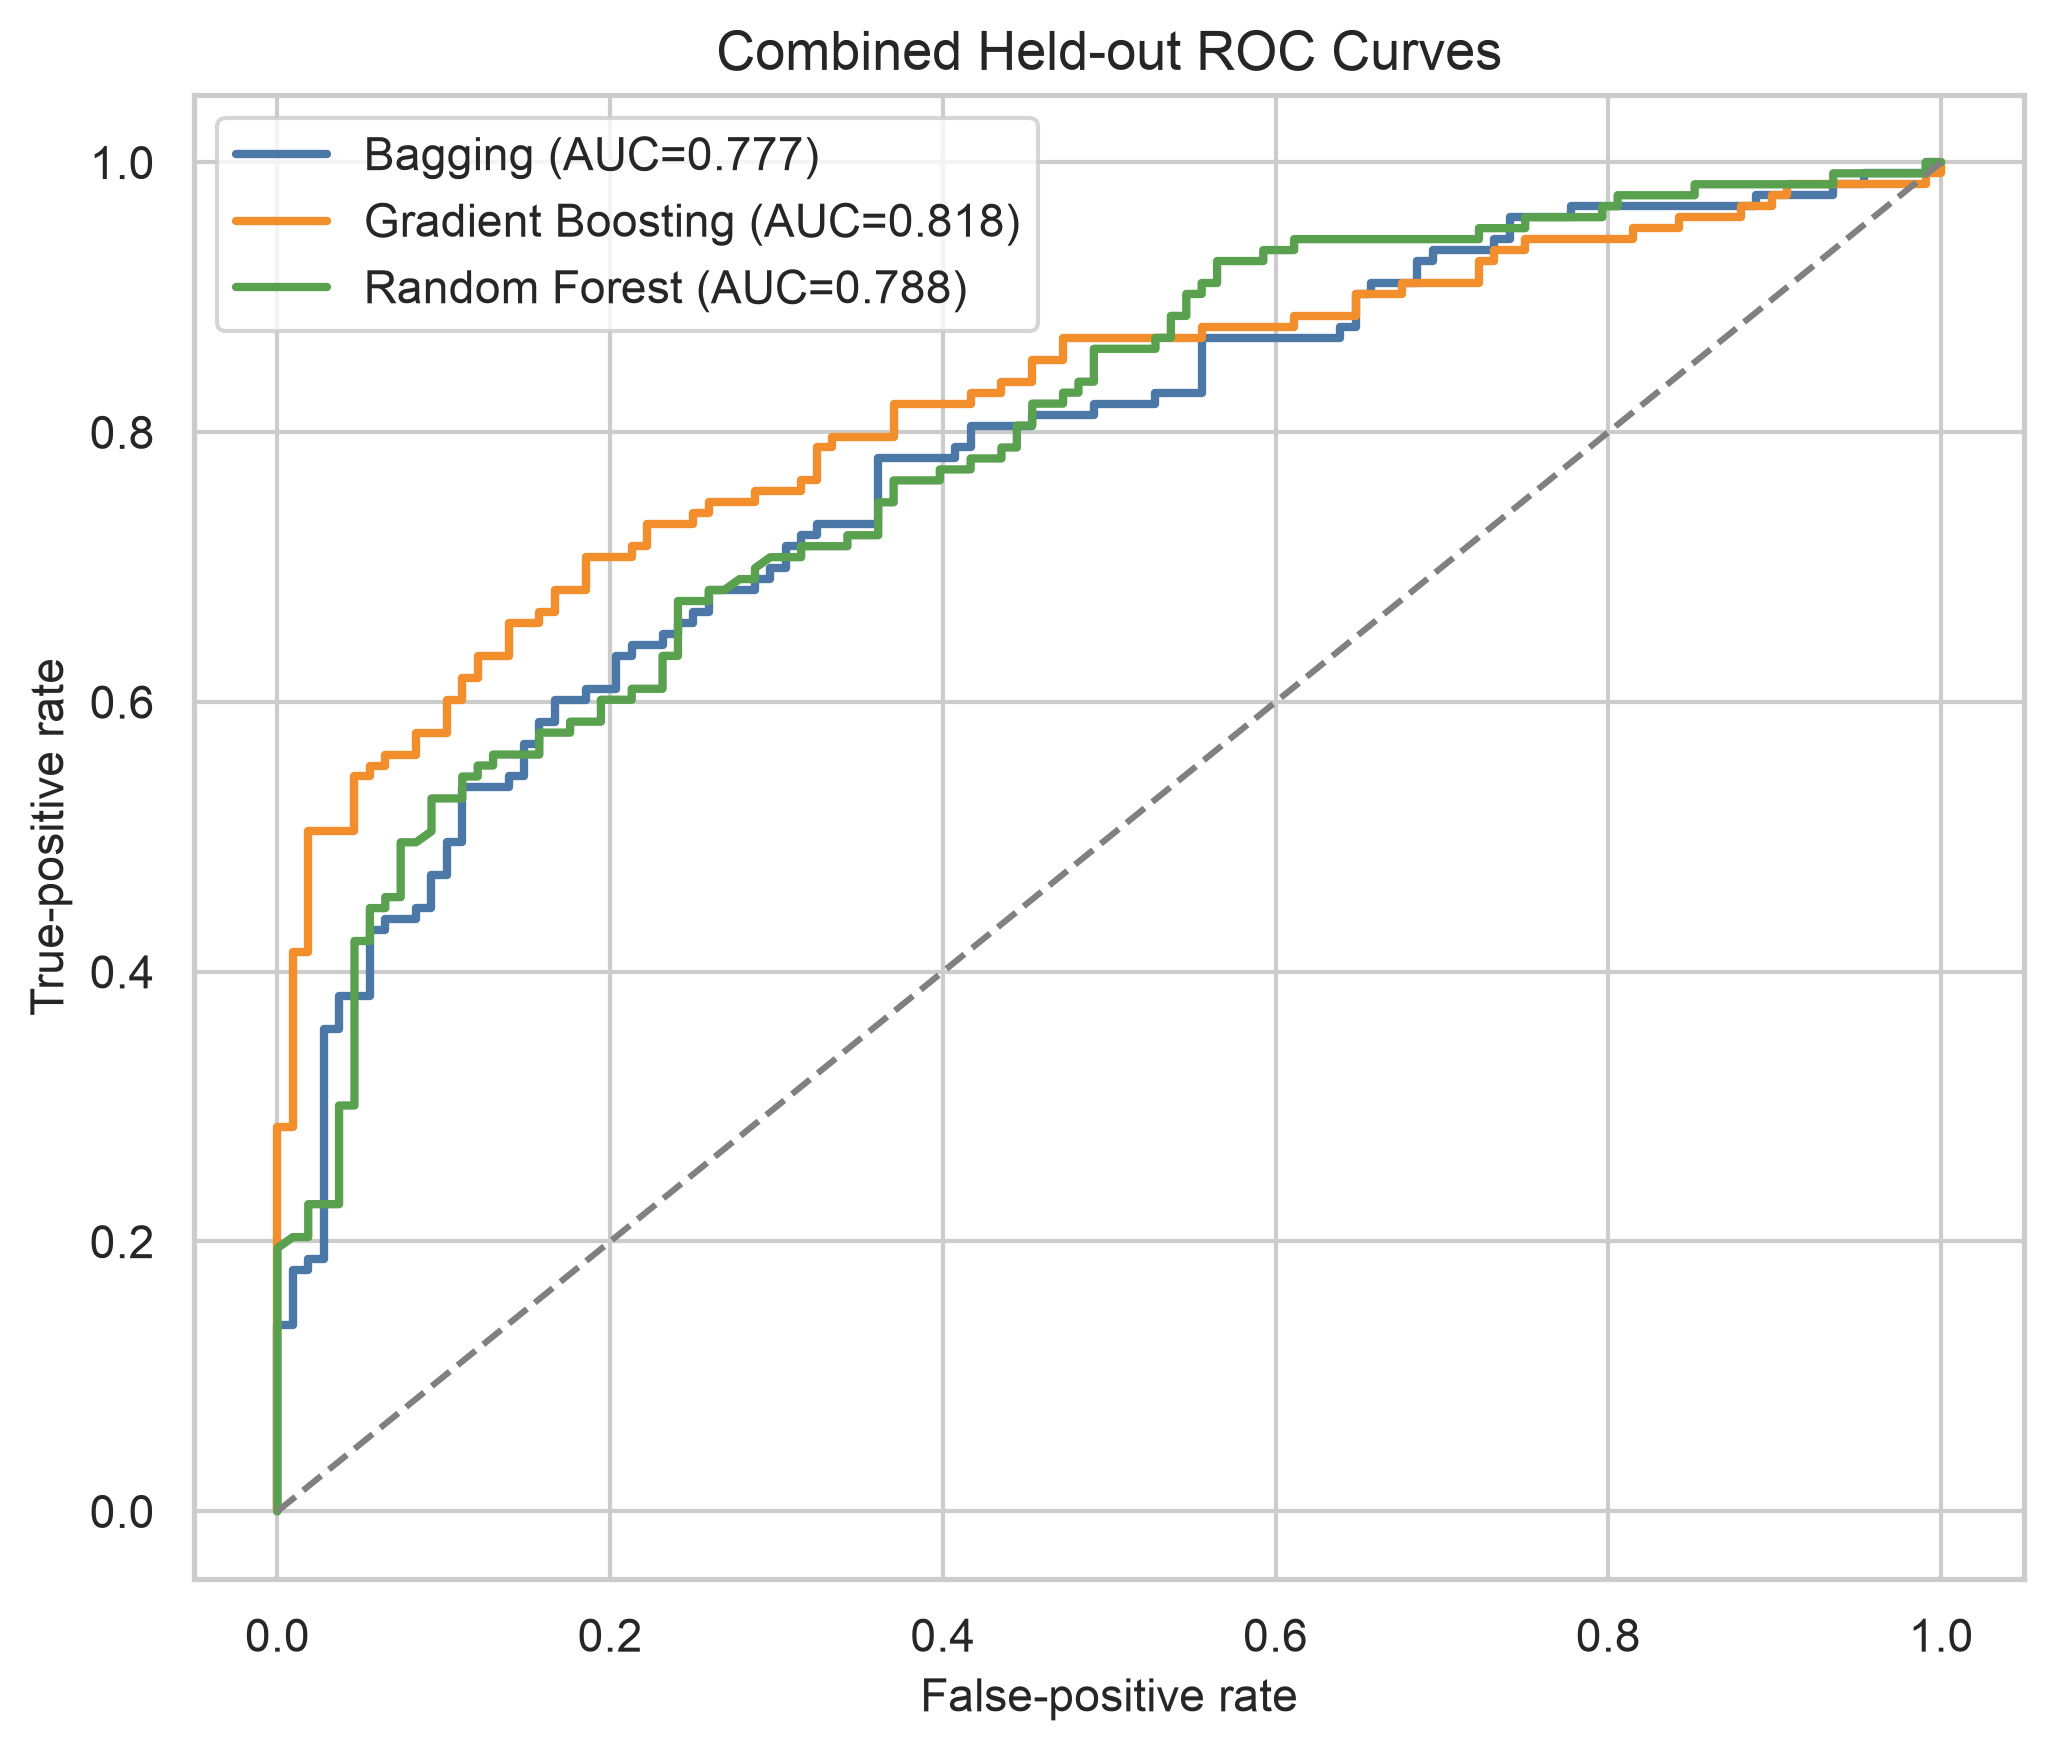 Combined Held-out ROC Curves
Bagging (AUC=0.777)
Gradient Boosting (AUC=0.818)
Random Forest (AUC=0.788)
True-positive rate
1.0
0.8
0.6
0.4
0.2
0.0
0.0 0.2 0.4 0.6 0.8 1.0
False-positive rate